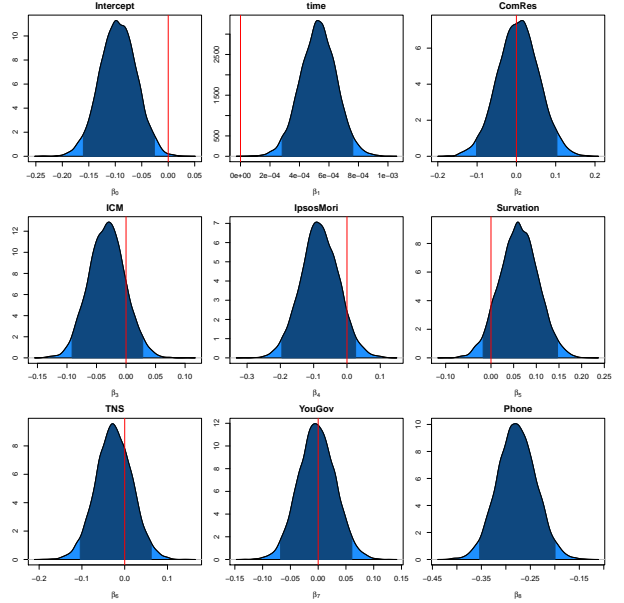 Intercept
0 2 4 6 8 10
−0.25 −0.20 −0.15 −0.10 −0.05 0.00 0.05
β0
time
0 500 1500 2500
0e+00 2e−04 4e−04 6e−04 8e−04 1e−03
β1
ComRes
0 2 4 6
−0.2 −0.1 0.0 0.1 0.2
β2
ICM
0 2 4 6 8 10 12
−0.15 −0.10 −0.05 0.00 0.05 0.10
β3
IpsosMori
0 1 2 3 4 5 6 7
−0.3 −0.2 −0.1 0.0 0.1
β4
Survation
0 2 4 6 8
−0.10 0.00 0.05 0.10 0.15 0.20 0.25
β5
TNS
0 2 4 6 8
−0.2 −0.1 0.0 0.1
β6
YouGov
0 2 4 6 8 10 12
−0.15 −0.10 −0.05 0.00 0.05 0.10 0.15
β7
Phone
0 2 4 6 8 10
−0.45 −0.35 −0.25 −0.15
β8